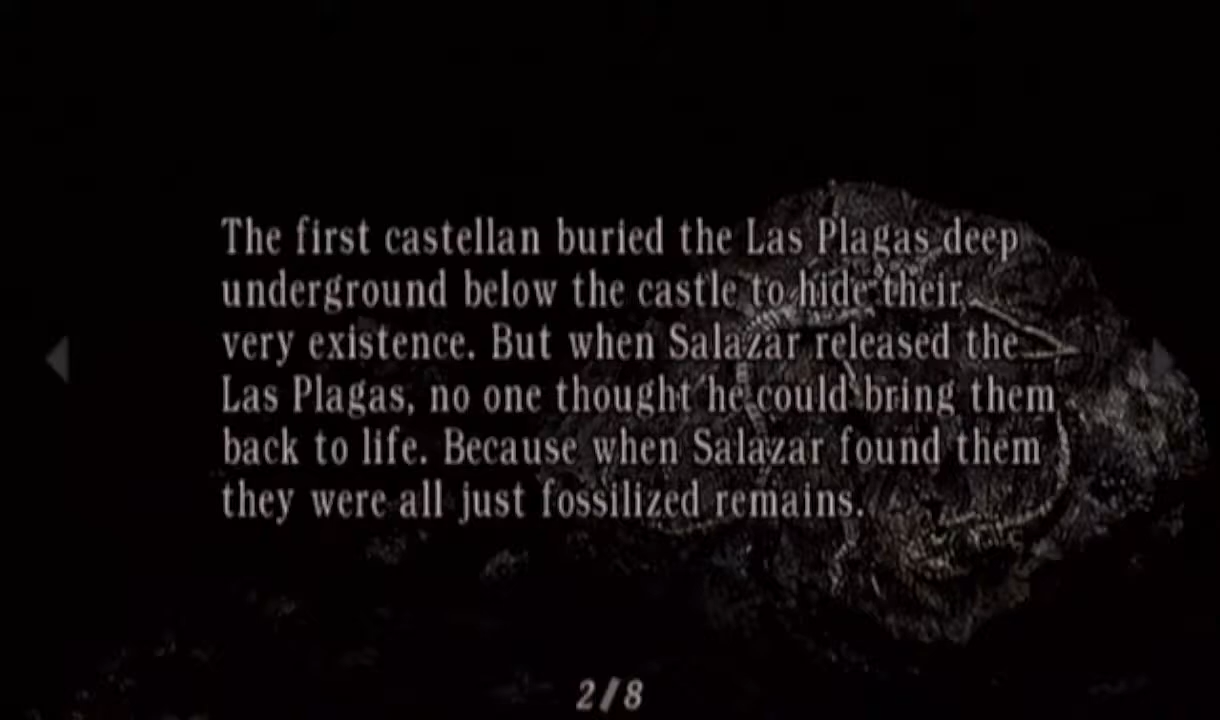 The first castellan buried the Las Plagas deep
underground below the castle to hide their
very existence. But when Salazar released the
Las Plagas, no one thought he could bring them
back to life. Because when Salazar found them
they were all just fossilized remains.
2/8